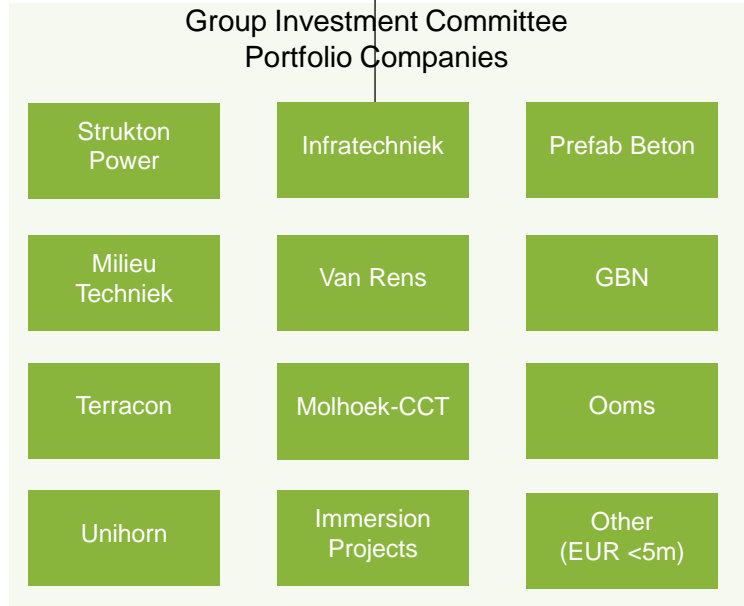 Group Investment Committee
Portfolio Companies
Strukton
Power
Infratechniek
Prefab Beton
Milieu
Techniek
Van Rens
GBN
Terracon
Molhoek-CCT
Ooms
Unihorn
Immersion
Projects
Other
(EUR <5m)